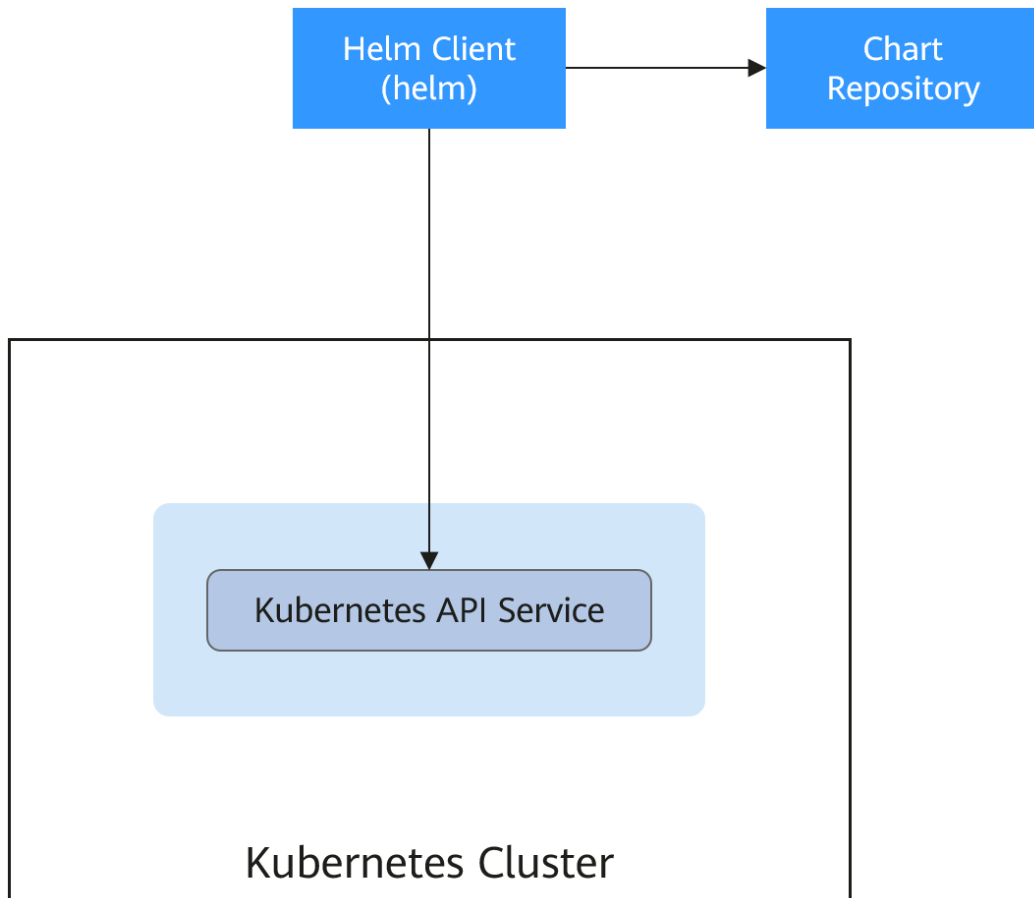 Helm Client
(helm)
Chart
Repository
Kubernetes API Service
Kubernetes Cluster